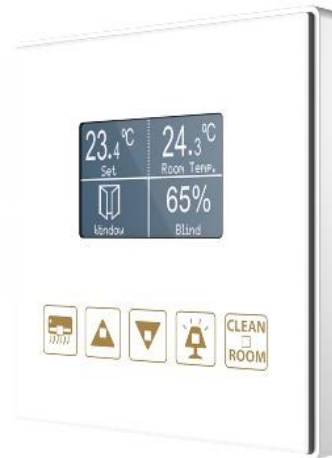 23.4°C 24.3°C
Set Room Temp.
65%
Window Blind
CLEAN
ROOM